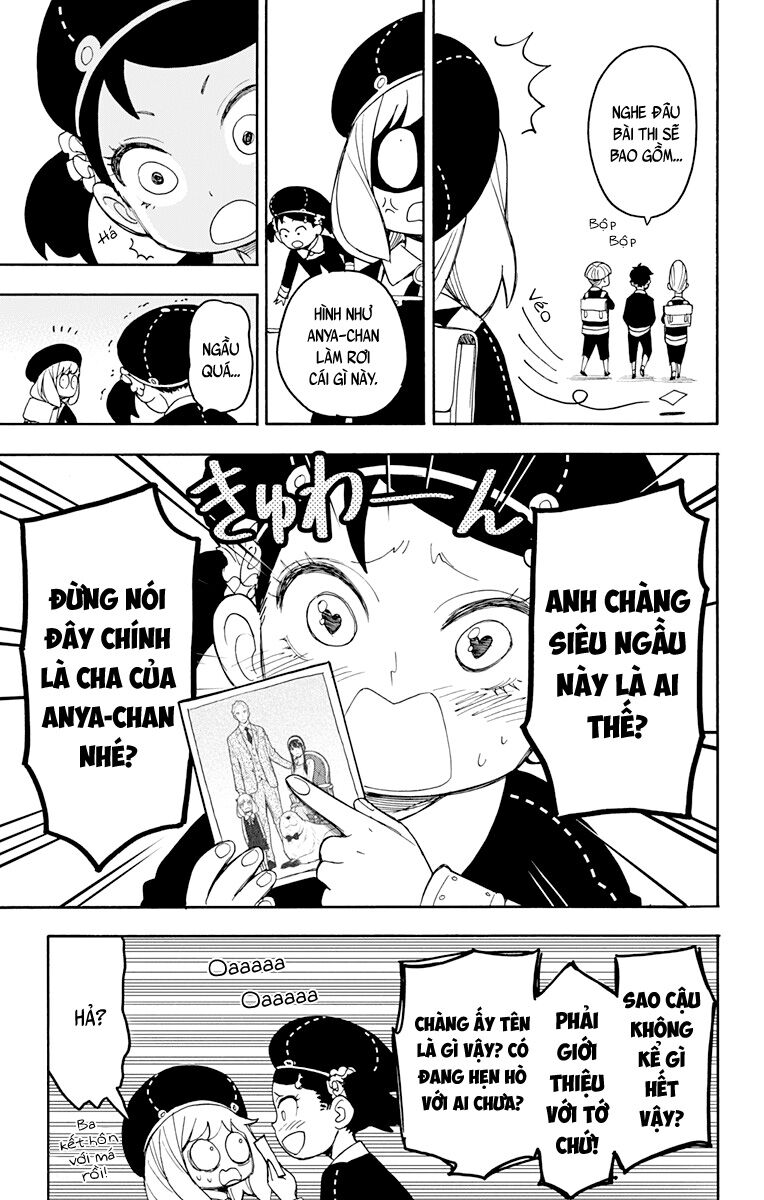 NGHE ĐÂU
BÀI THI SẼ
BAO GỒM...
Bộp
Bộp
Vèo
HÌNH NHƯ
ANYA-CHAN
LÀM RƠI
CÁI GÌ NÀY.
Há
NGẦU
QUÁ...
きゅわーん
ANH CHÀNG
SIÊU NGẦU
NÀY LÀ AI
THẾ?
ĐỪNG NÓI
ĐÂY CHÍNH
LÀ CHA CỦA
ANYA-CHAN
NHÉ?
SAO CẬU
KHÔNG
KỂ GÌ
HẾT
VẬY?
PHẢI
GIỚI
THIỆU
VỚI TỚ
CHỨ!
CHÀNG ẤY TÊN
LÀ GÌ VẬY? CÓ
ĐANG HẸN HÒ
VỚI AI CHƯA?
Oaaaaa
Oaaaaa
HẢ?
Ba
kết hôn
với má
rồi!